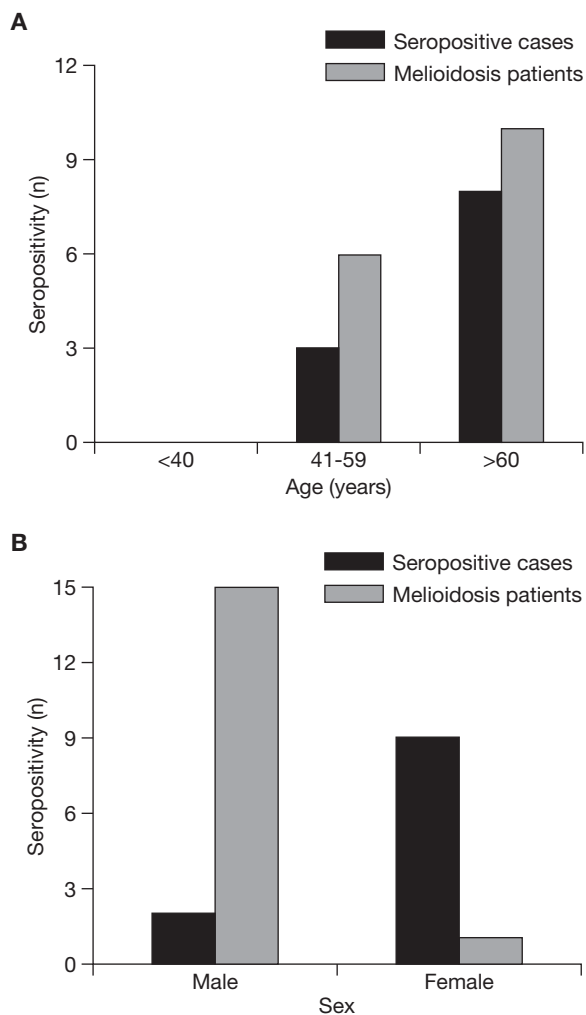 A
Seropositive cases
Melioidosis patients
12
9
6
3
0
Seropositivity (n)
<40 41-59 >60
Age (years)
B
Seropositive cases
Melioidosis patients
15
12
9
6
3
0
Seropositivity (n)
Male Female
Sex